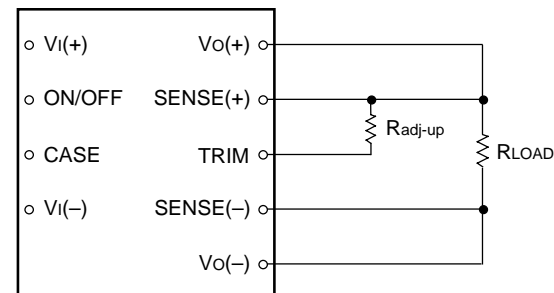 VI(+) VO(+)
ON/OFF SENSE(+)
Radj-up
CASE TRIM
RLOAD
VI(–) SENSE(–)
VO(–)